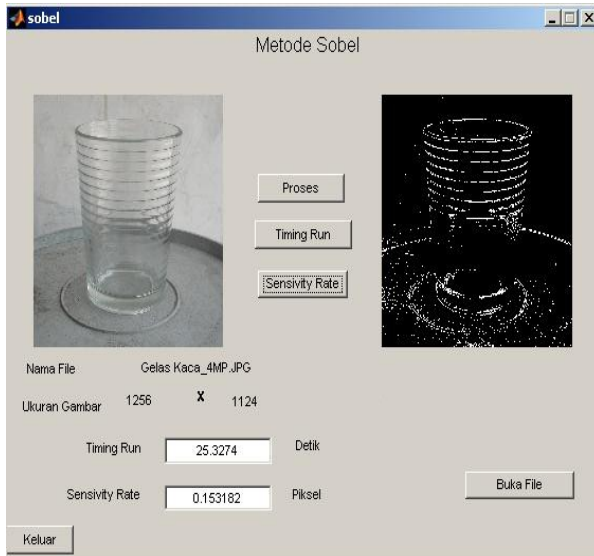 sobel
Metode Sobel
Proses
Timing Run
Sensivity Rate
Nama File Gelas Kaca_4MP.JPG
Ukuran Gambar 1256 X 1124
Timing Run 25.3274 Detik
Sensivity Rate 0.153182 Piksel
Buka File
Keluar